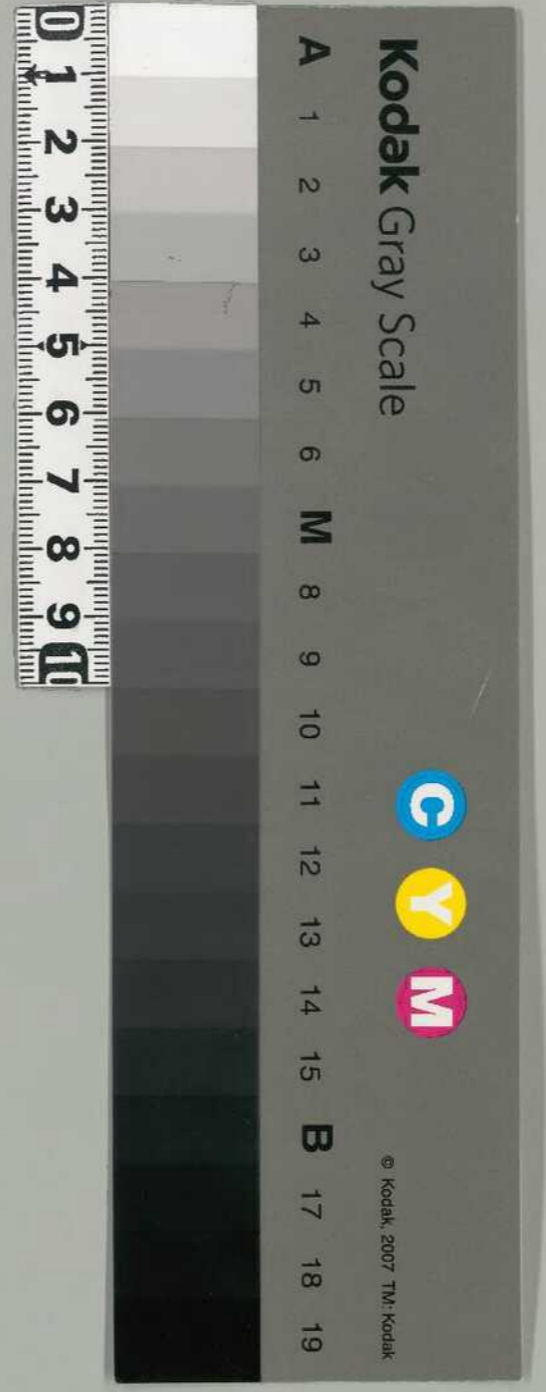 Kodak Gray Scale
C Y M
© Kodak, 2007 TM: Kodak
A 1 2 3 4 5 6 M 8 9 10 11 12 13 14 15 B 17 18 19
0 1 2 3 4 5 6 7 8 9 10